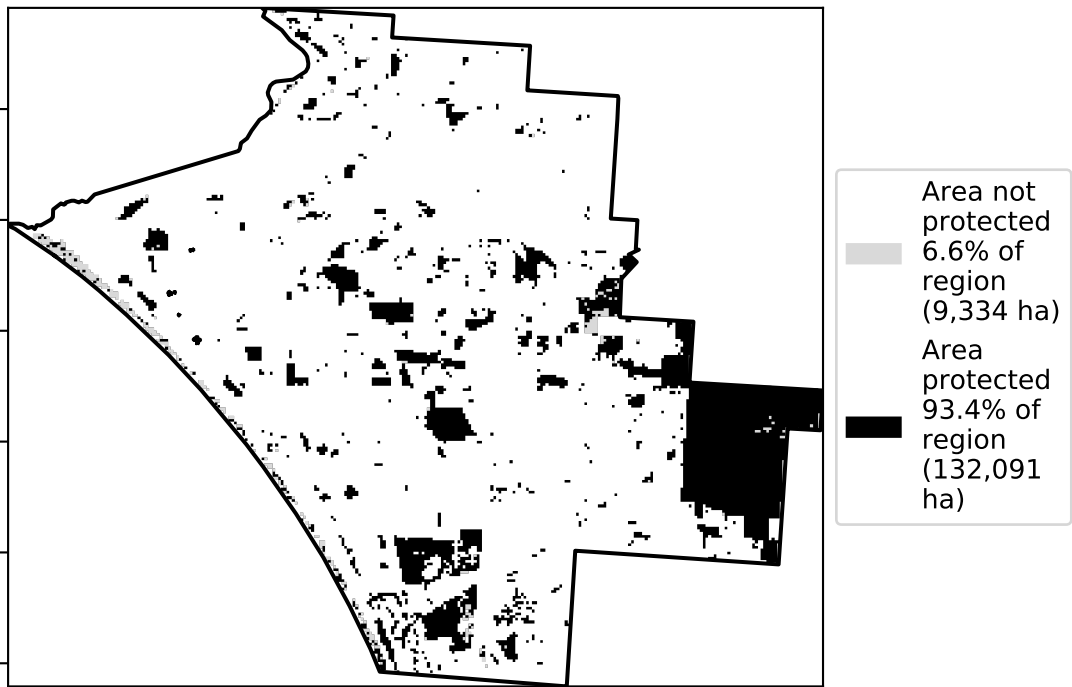 Area not
protected
6.6% of
region
(9,334 ha)
Area
protected
93.4% of
region
(132,091
ha)